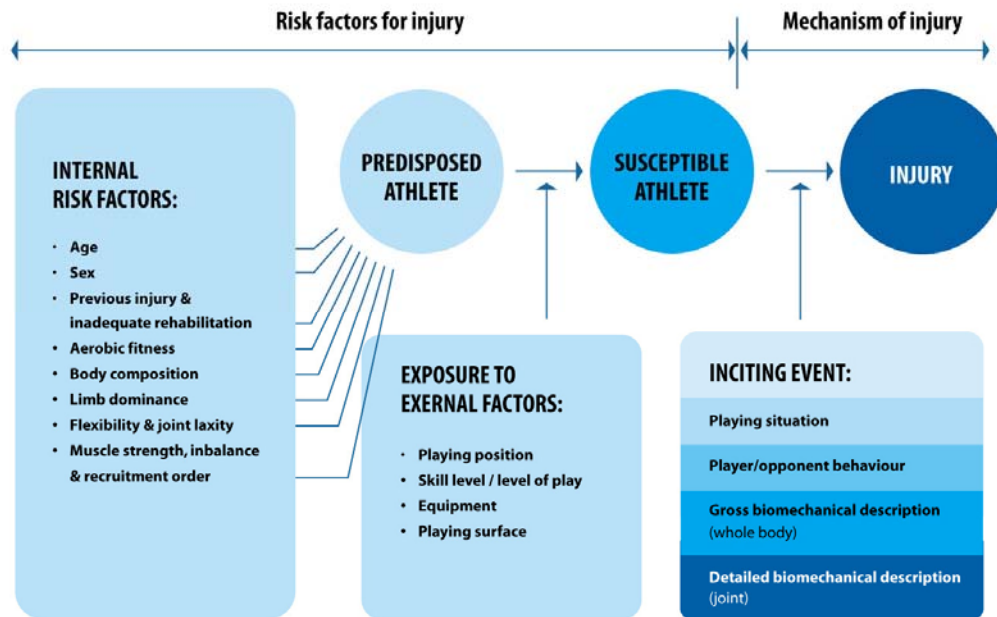 Risk factors for injury
Mechanism of injury
INTERNAL
RISK FACTORS:
· Age
· Sex
· Previous injury &
inadequate rehabilitation
• Aerobic fitness
• Body composition
• Limb dominance
• Flexibility & joint laxity
• Muscle strength, inbalance
& recruitment order
PREDISPOSED
ATHLETE
SUSCEPTIBLE
ATHLETE
INJURY
EXPOSURE TO
EXERNAL FACTORS:
· Playing position
• Skill level / level of play
• Equipment
• Playing surface
INCITING EVENT:
Playing situation
Player/opponent behaviour
Gross biomechanical description
(whole body)
Detailed biomechanical description
(joint)